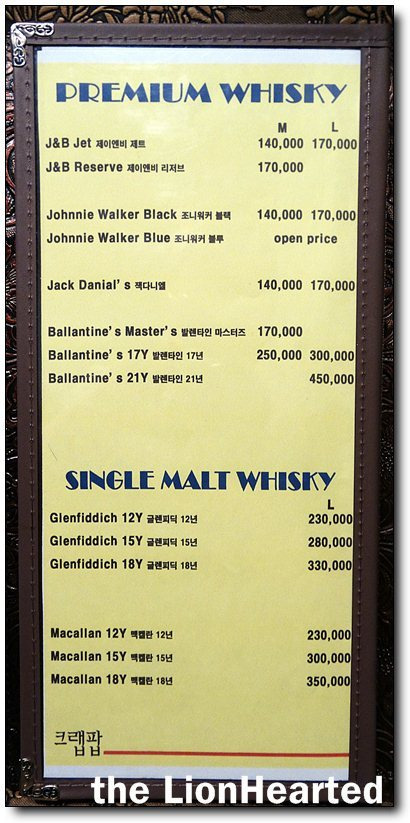 PREMIUM WHISKY
M L
J&B Jet 제이앤비 제트 140,000 170,000
J&B Reserve 제이앤비 리저브 170,000
Johnnie Walker Black 조니워커 블랙 140,000 170,000
Johnnie Walker Blue 조니워커 블루 open price
Jack Danial's 잭다니엘 140,000 170,000
Ballantine's Master's 발렌타인 마스터즈 170,000
Ballantine's 17Y 발렌타인 17년 250,000 300,000
Ballantine's 21Y 발렌타인 21년 450,000
SINGLE MALT WHISKY
L
Glenfiddich 12Y 글렌피딕 12년 230,000
Glenfiddich 15Y 글렌피딕 15년 280,000
Glenfiddich 18Y 글렌피딕 18년 330,000
Macallan 12Y 맥켈란 12년 230,000
Macallan 15Y 맥켈란 15년 300,000
Macallan 18Y 맥켈란 18년 350,000
크랩팝
the LionHearted